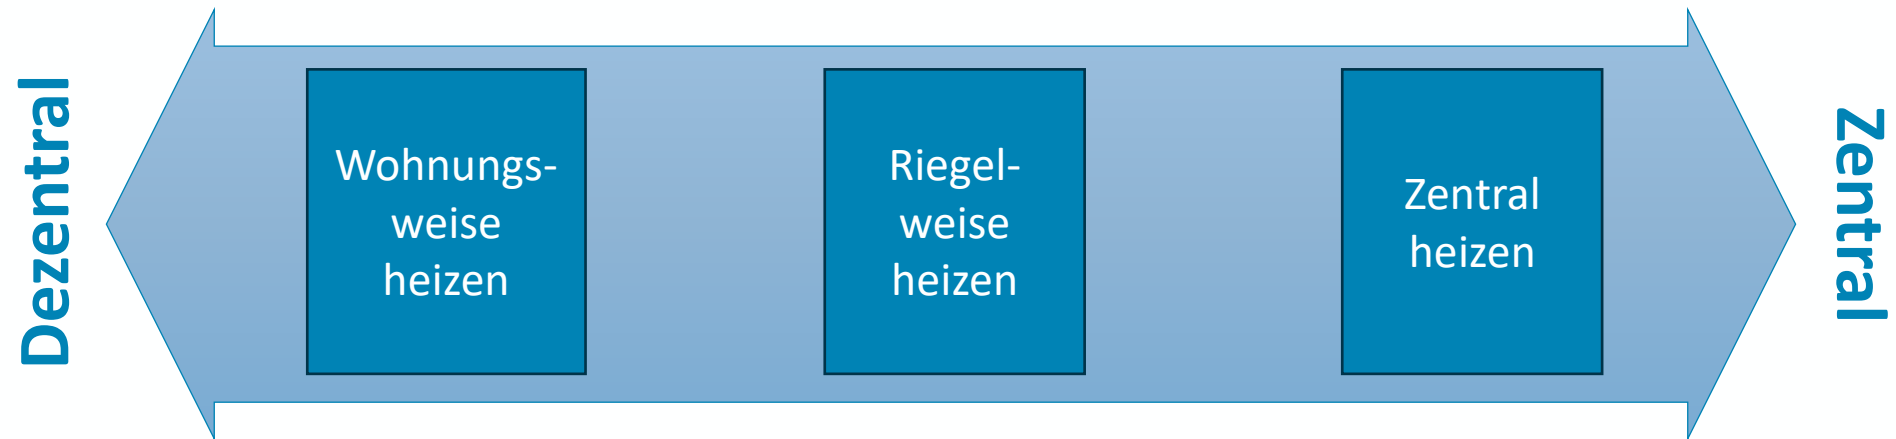 Dezentral
Wohnungs-
weise
heizen
Riegel-
weise
heizen
Zentral
heizen
Zentral